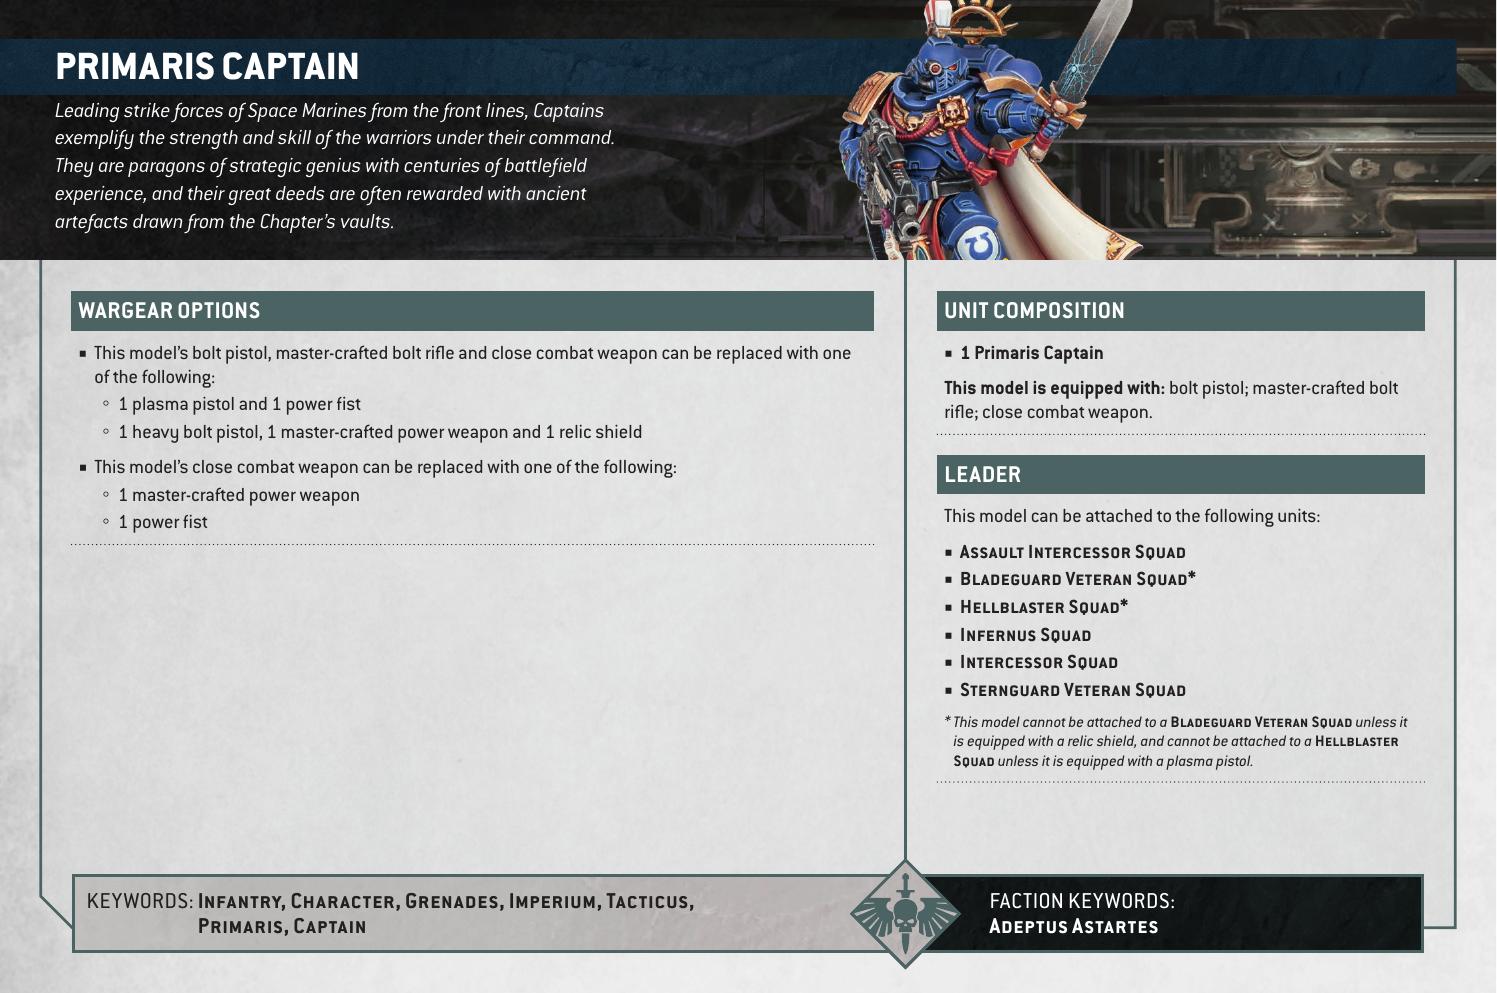 PRIMARIS CAPTAIN
Leading strike forces of Space Marines from the front lines, Captains
exemplify the strength and skill of the warriors under their command.
They are paragons of strategic genius with centuries of battlefield
experience, and their great deeds are often rewarded with ancient
artefacts drawn from the Chapter’s vaults.
WARGEAR OPTIONS
■ This model’s bolt pistol, master-crafted bolt rifle and close combat weapon can be replaced with one
of the following:
◦ 1 plasma pistol and 1 power fist
◦ 1 heavy bolt pistol, 1 master-crafted power weapon and 1 relic shield
■ This model’s close combat weapon can be replaced with one of the following:
◦ 1 master-crafted power weapon
◦ 1 power fist
UNIT COMPOSITION
■ 1 Primaris Captain
This model is equipped with: bolt pistol; master-crafted bolt
rifle; close combat weapon.
LEADER
This model can be attached to the following units:
■ Assault Intercessor Squad
■ Bladeguard Veteran Squad*
■ Hellblaster Squad*
■ Infernus Squad
■ Intercessor Squad
■ Sternguard Veteran Squad
* This model cannot be attached to a Bladeguard Veteran Squad unless it
is equipped with a relic shield, and cannot be attached to a Hellblaster
Squad unless it is equipped with a plasma pistol.
KEYWORDS: Infantry, Character, Grenades, Imperium, Tacticus,
Primaris, Captain
FACTION KEYWORDS:
Adeptus Astartes